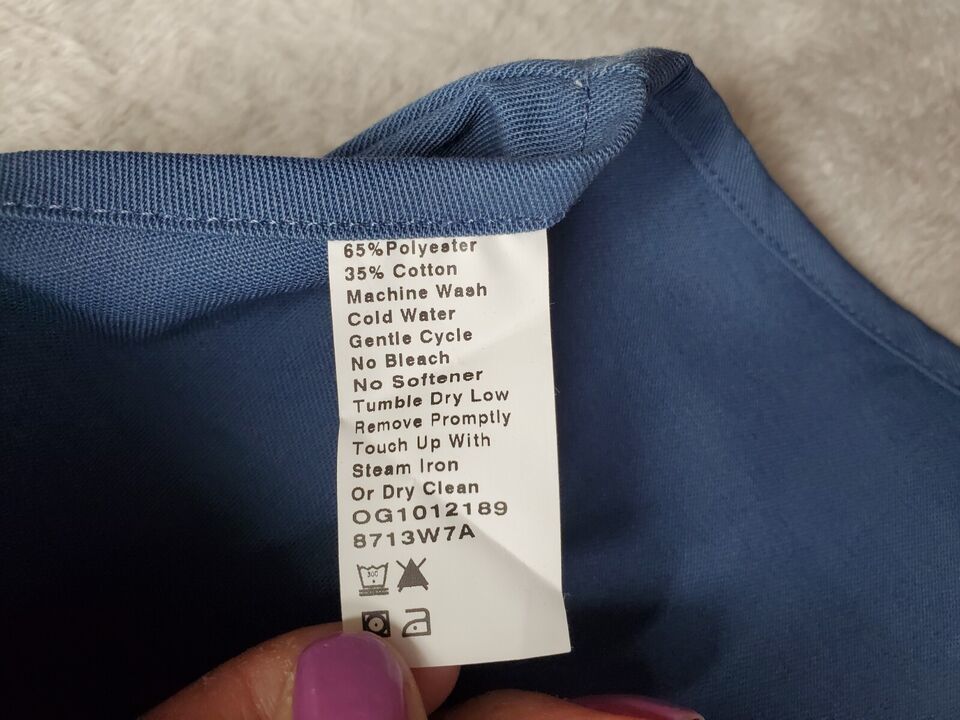 65%Polyester
35% Cotton
Machine Wash
Cold Water
Gentle Cycle
No Bleach
No Softener
Tumble Dry Low
Remove Promptly
Touch Up With
Steam Iron
Or Dry Clean
OG1012189
8713W7A